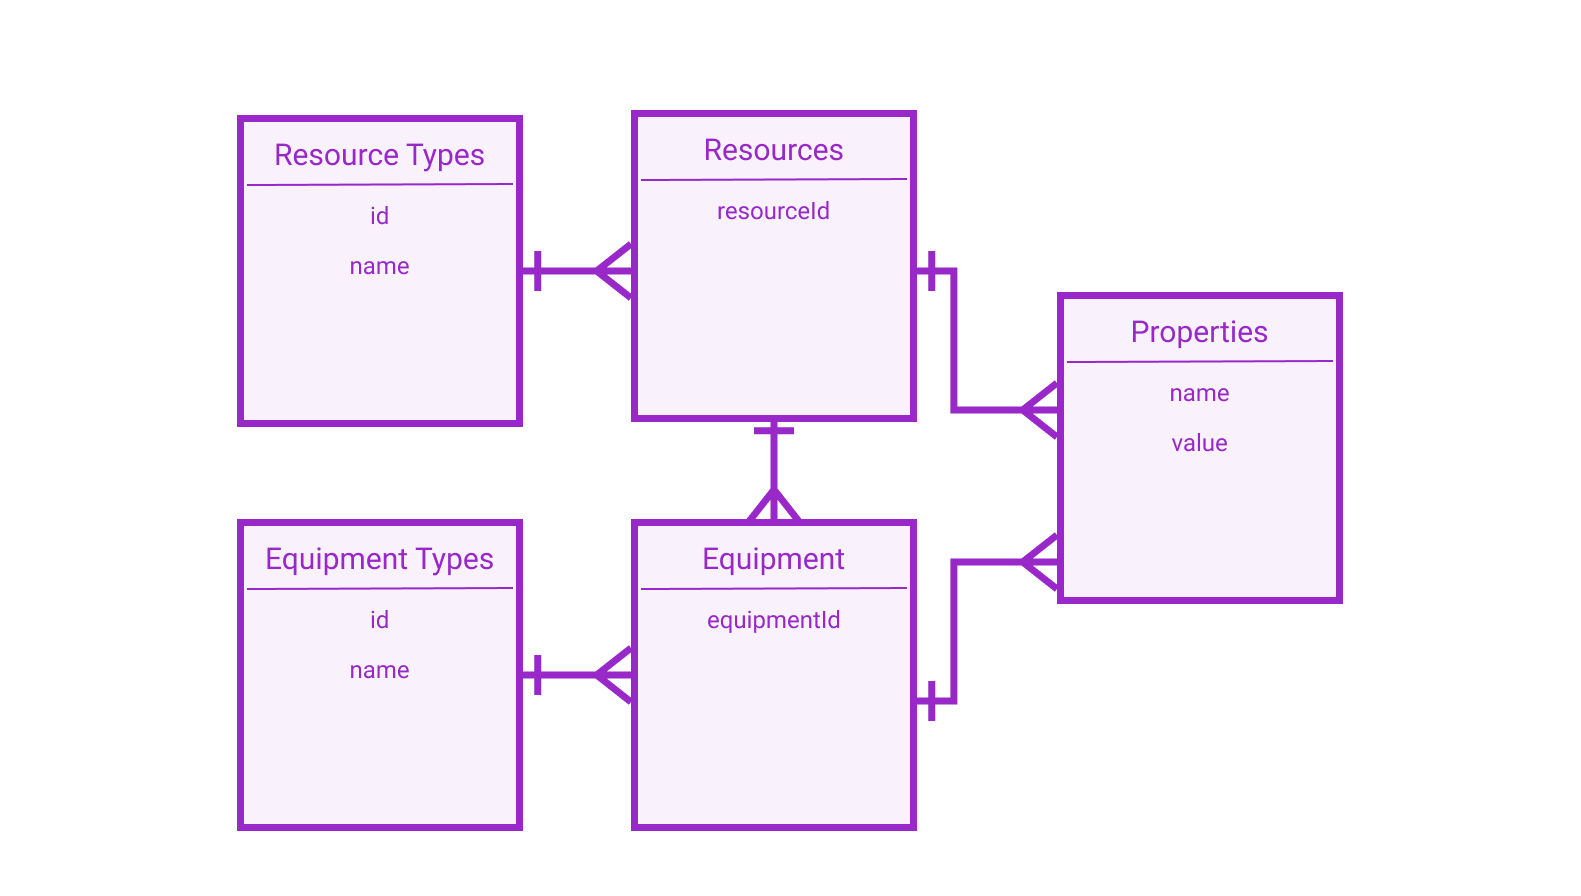 Resource Types
id
name
Resources
resourceId
Properties
name
value
Equipment Types
id
name
Equipment
equipmentId